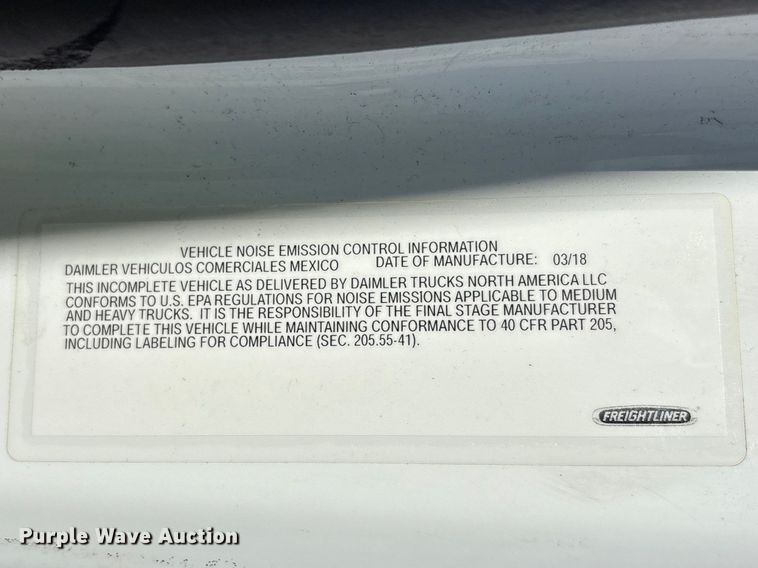 VEHICLE NOISE EMISSION CONTROL INFORMATION
DAIMLER VEHICULOS COMERCIALES MEXICO DATE OF MANUFACTURE: 03/18
THIS INCOMPLETE VEHICLE AS DELIVERED BY DAIMLER TRUCKS NORTH AMERICA LLC
CONFORMS TO U.S. EPA REGULATIONS FOR NOISE EMISSIONS APPLICABLE TO MEDIUM
AND HEAVY TRUCKS. IT IS THE RESPONSIBILITY OF THE FINAL STAGE MANUFACTURER
TO COMPLETE THIS VEHICLE WHILE MAINTAINING CONFORMANCE TO 40 CFR PART 205,
INCLUDING LABELING FOR COMPLIANCE (SEC. 205.55-41).
FREIGHTLINER
Purple Wave Auction